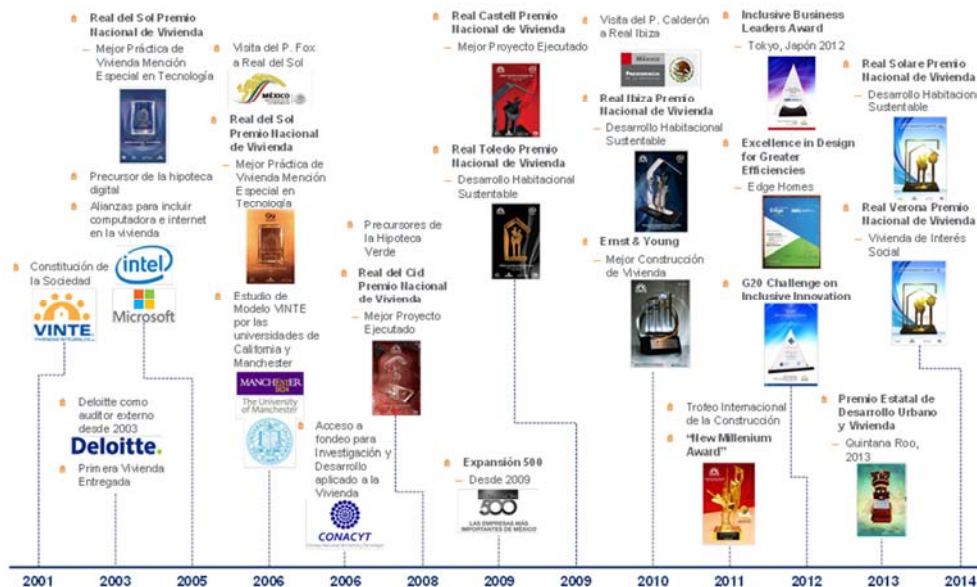 Real del Sol Premio
Nacional de Vivienda
– Mejor Práctica de
Vivienda Mención
Especial en Tecnología
Precursor de la hipoteca
digital
Alianzas para incluir
computadora e internet
en la vivienda
intel
Microsoft
Constitución de
la Sociedad
VINTE
VIVIENDAS INTEGRALES
Deloitte como
auditor externo
desde 2003
Deloitte.
Primera Vivienda
Entregada
Visita del P. Fox
a Real del Sol
MÉXICO
Real del Sol
Premio Nacional
de Vivienda
– Mejor Práctica de
Vivienda Mención
Especial en
Tecnología
Estudio de
Modelo VINTE
por las
universidades de
California y
Manchester
MANCHESTER
1824
The University
of Manchester
Acceso a
fondeo para
Investigación y
Desarrollo
aplicado a la
Vivienda
CONACYT
Precursores de
la Hipoteca
Verde
Real del Cid
Premio Nacional
de Vivienda
– Mejor Proyecto
Ejecutado
Real Castell Premio
Nacional de Vivienda
– Mejor Proyecto Ejecutado
Real Toledo Premio
Nacional de Vivienda
– Desarrollo Habitacional
Sustentable
Expansión 500
– Desde 2009
500
LAS EMPRESAS MÁS
IMPORTANTES DE MÉXICO
Visita del P. Calderón
a Real Ibiza
México
PRESIDENCIA
Real Ibiza Premio
Nacional de Vivienda
– Desarrollo Habitacional
Sustentable
Ernst & Young
– Mejor Construcción
de Vivienda
Trofeo Internacional
de la Construcción
“New Millenium
Award”
Inclusive Business
Leaders Award
– Tokyo, Japón 2012
Excellence in Design
for Greater
Efficiencies
– Edge Homes
G20 Challenge on
Inclusive Innovation
Premio Estatal de
Desarrollo Urbano
y Vivienda
– Quintana Roo,
2013
Real Solare Premio
Nacional de Vivienda
– Desarrollo Habitacional
Sustentable
Real Verona Premio
Nacional de Vivienda
– Vivienda de Interés
Social
2001 2003 2005 2006 2006 2008 2009 2009 2010 2011 2012 2013 2014